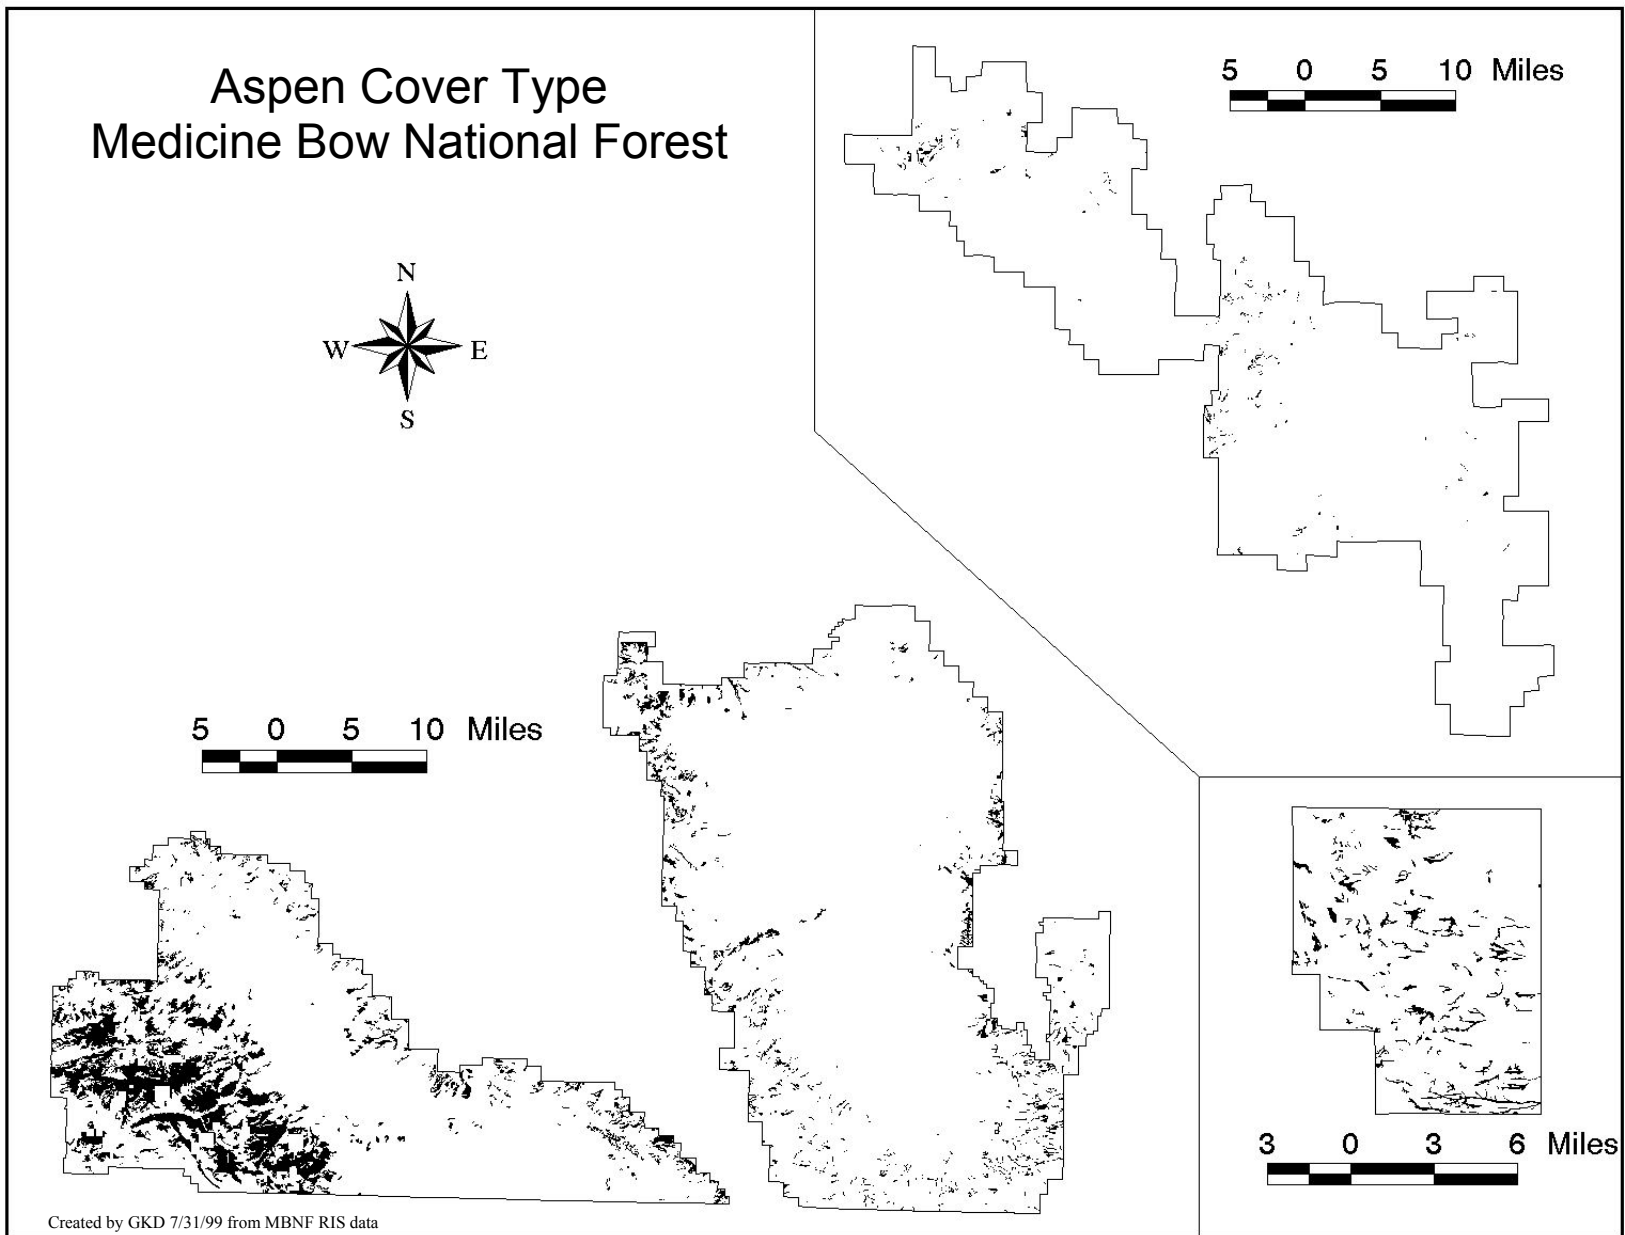 Aspen Cover Type
Medicine Bow National Forest
5 0 5 10 Miles
N
W E
S
5 0 5 10 Miles
3 0 3 6 Miles
Created by GKD 7/31/99 from MBNF RIS data